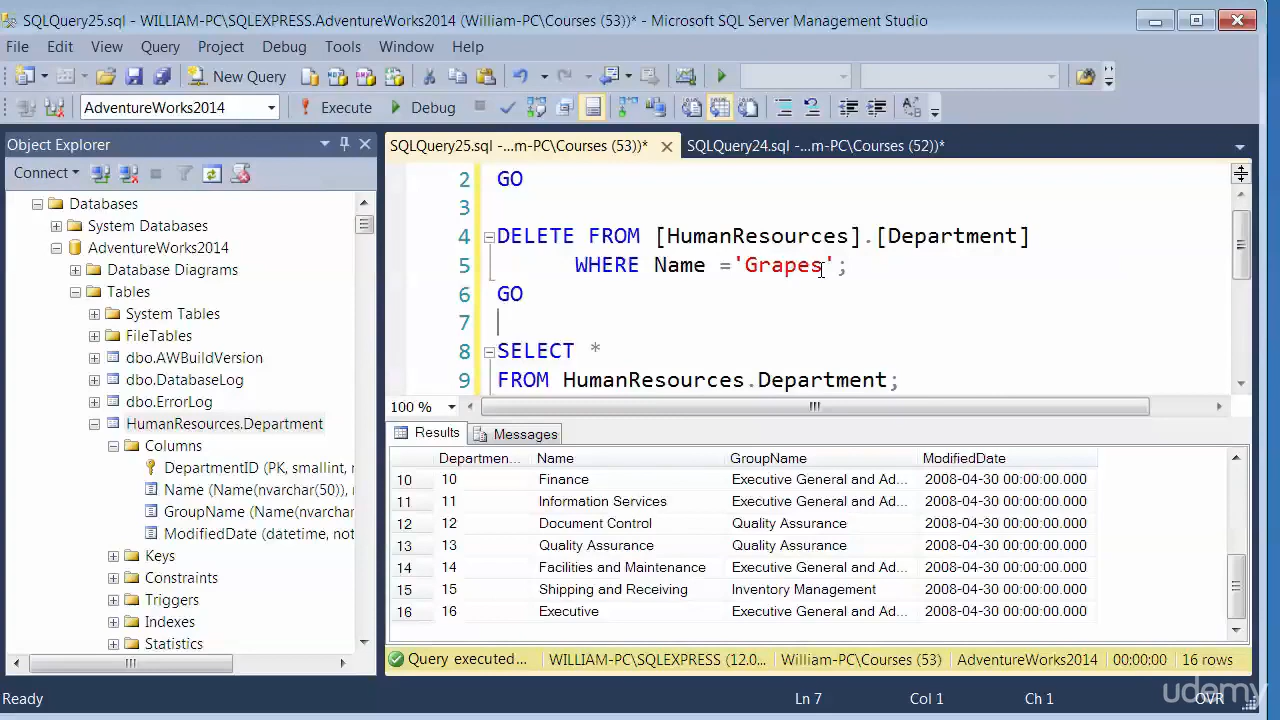 SQLQuery25.sql - WILLIAM-PC\SQLEXPRESS.AdventureWorks2014 (William-PC\Courses (53))* - Microsoft SQL Server Management Studio
File Edit View Query Project Debug Tools Window Help
New Query
AdventureWorks2014 Execute Debug
Object Explorer
Connect
Databases
System Databases
AdventureWorks2014
Database Diagrams
Tables
System Tables
FileTables
dbo.AWBuildVersion
dbo.DatabaseLog
dbo.ErrorLog
HumanResources.Department
Columns
DepartmentID (PK, smallint, r
Name (Name(nvarchar(50)),
GroupName (Name(nvarchar
ModifiedDate (datetime, not
Keys
Constraints
Triggers
Indexes
Statistics
SQLQuery25.sql -...m-PC\Courses (53))* SQLQuery24.sql -...m-PC\Courses (52))*
2 GO
3
4 DELETE FROM [HumanResources].[Department]
5 WHERE Name ='Grapes';
6 GO
7
8 SELECT *
9 FROM HumanResources.Department;
100 %
Results Messages
Departmen... Name GroupName ModifiedDate
10 10 Finance Executive General and Ad... 2008-04-30 00:00:00.000
11 11 Information Services Executive General and Ad... 2008-04-30 00:00:00.000
12 12 Document Control Quality Assurance 2008-04-30 00:00:00.000
13 13 Quality Assurance Quality Assurance 2008-04-30 00:00:00.000
14 14 Facilities and Maintenance Executive General and Ad... 2008-04-30 00:00:00.000
15 15 Shipping and Receiving Inventory Management 2008-04-30 00:00:00.000
16 16 Executive Executive General and Ad... 2008-04-30 00:00:00.000
Query executed... WILLIAM-PC\SQLEXPRESS (12.0... William-PC\Courses (53) AdventureWorks2014 00:00:00 16 rows
Ready Ln 7 Col 1 Ch 1 OVR
udemy